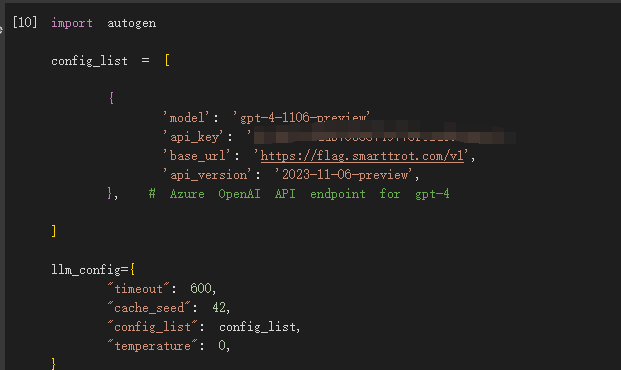 [10] import autogen
config_list = [
{
'model': 'gpt-4-1106-preview'
'api_key': '
'base_url': 'https://flag.smarttrot.com/v1',
'api_version': '2023-11-06-preview',
}, # Azure OpenAI API endpoint for gpt-4
]
llm_config={
"timeout": 600,
"cache_seed": 42,
"config_list": config_list,
"temperature": 0,
}